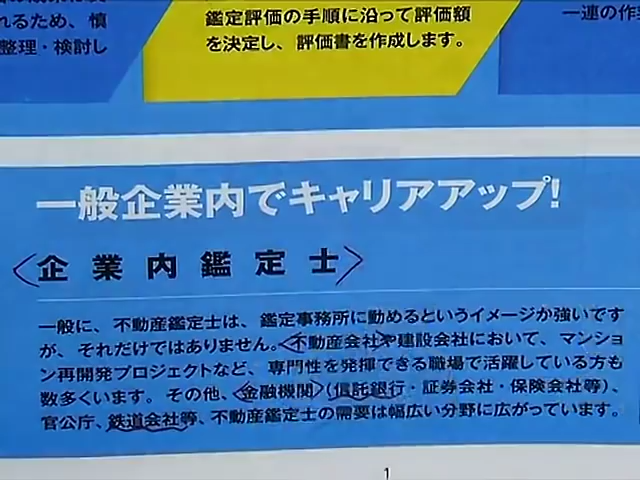 れるため、慎
整理・検討し
鑑定評価の手順に沿って評価額
を決定し、評価書を作成します。
一連の作業
一般企業内でキャリアアップ!
企業内鑑定士
一般に、不動産鑑定士は、鑑定事務所に勤めるというイメージか強いです
が、それだけではありません。不動産会社や建設会社において、マンショ
ン再開発プロジェクトなど、専門性を発揮できる職場で活躍している方も
数多くいます。その他、金融機関(信託銀行・証券会社・保険会社等)、
官公庁、鉄道会社等、不動産鑑定士の需要は幅広い分野に広がっています。
1